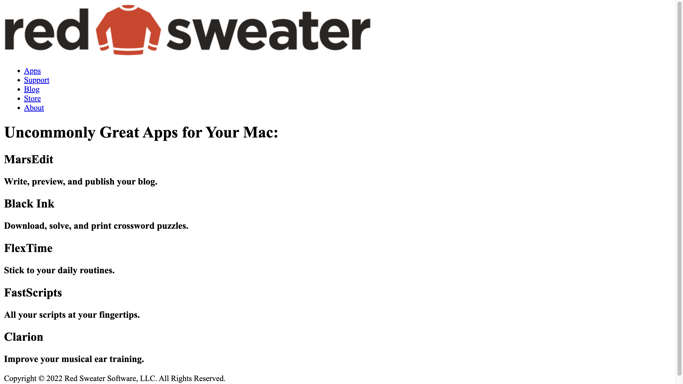 red sweater
Apps
Support
Blog
Store
About
Uncommonly Great Apps for Your Mac:
MarsEdit
Write, preview, and publish your blog.
Black Ink
Download, solve, and print crossword puzzles.
FlexTime
Stick to your daily routines.
FastScripts
All your scripts at your fingertips.
Clarion
Improve your musical ear training.
Copyright © 2022 Red Sweater Software, LLC. All Rights Reserved.